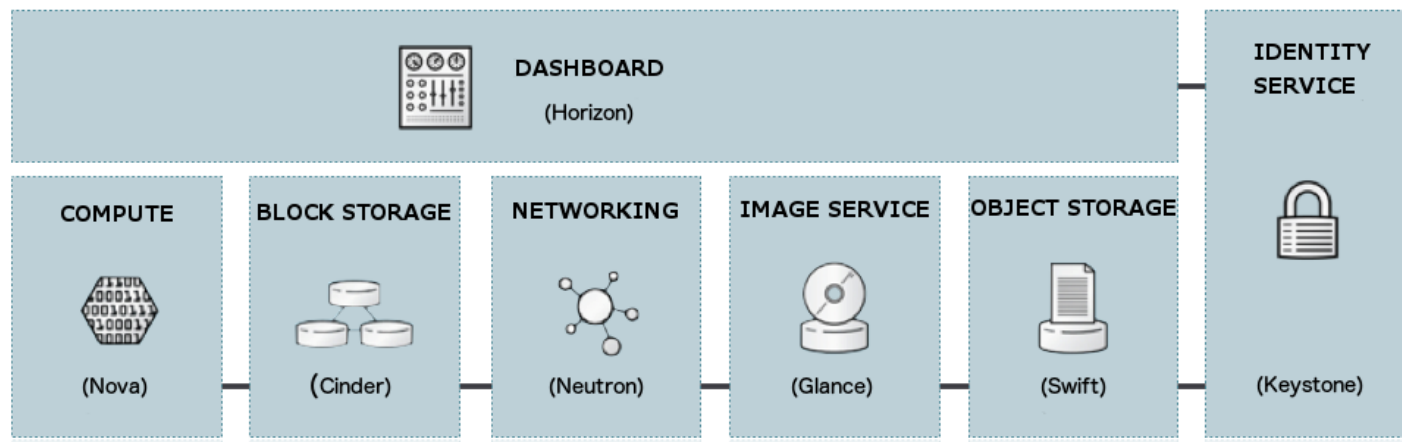 DASHBOARD
(Horizon)
IDENTITY
SERVICE
(Keystone)
COMPUTE
(Nova)
BLOCK STORAGE
(Cinder)
NETWORKING
(Neutron)
IMAGE SERVICE
(Glance)
OBJECT STORAGE
(Swift)